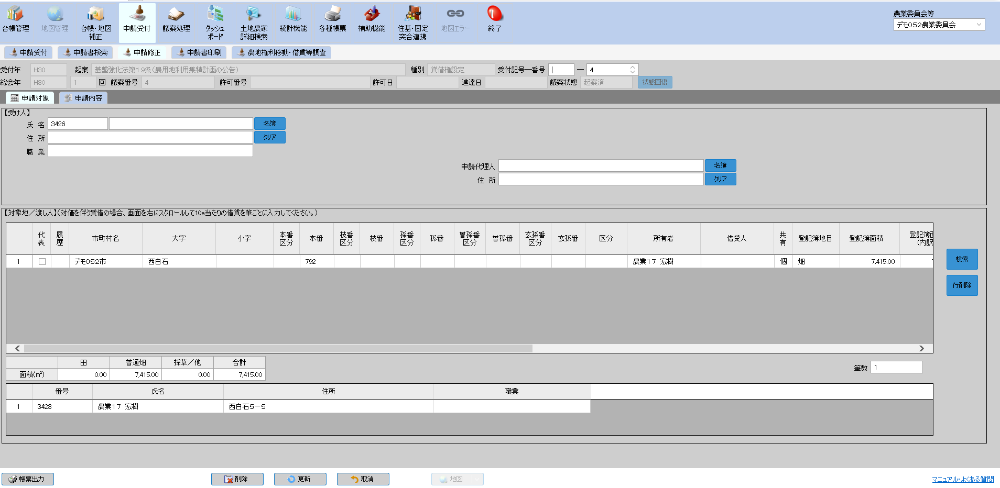 台帳管理 地図管理 台帳・地図補正 申請受付 議案処理 ダッシュボード 土地農家詳細検索 統計機能 各種帳票 補助機能 住基・固定突合連携 地図エラー 終了
農業委員会等
デモ052農業委員会
申請受付 申請書検索 申請修正 申請書印刷 農地権利移動・借賃等調査
受付年 H30 起案 基盤強化法第19条(農用地利用集積計画の公告) 種別 貸借権設定 受付記号ー番号 ー 4
総会年 H30 1 回 議案番号 4 許可番号 許可日 進達日 議案状態 起案済 状態回復
申請対象 申請内容
【受け人】
氏 名 3426 名簿
住 所 クリア
職 業
申請代理人 名簿
住 所 クリア
【対象地/渡し人】(対価を伴う貸借の場合、画面を右にスクロールして10a当たりの借賃を筆ごとに入力してください。)
代表 履歴 市町村名 大字 小字 本番区分 本番 枝番区分 枝番 孫番区分 孫番 曽孫番区分 曽孫番 玄孫番区分 玄孫番 区分 所有者 借受人 共有 登記簿地目 登記簿面積 登記簿面 (内訳
1 デモ052市 西白石 792 農業17 宏樹 個 畑 7,415.00
検索
行削除
田 普通畑 採草/他 合計
面積(㎡) 0.00 7,415.00 0.00 7,415.00
筆数 1
番号 氏名 住所 職業
1 3423 農業17 宏樹 西白石5-5
帳票出力 削除 更新 取消 地図 マニュアル・よくある質問